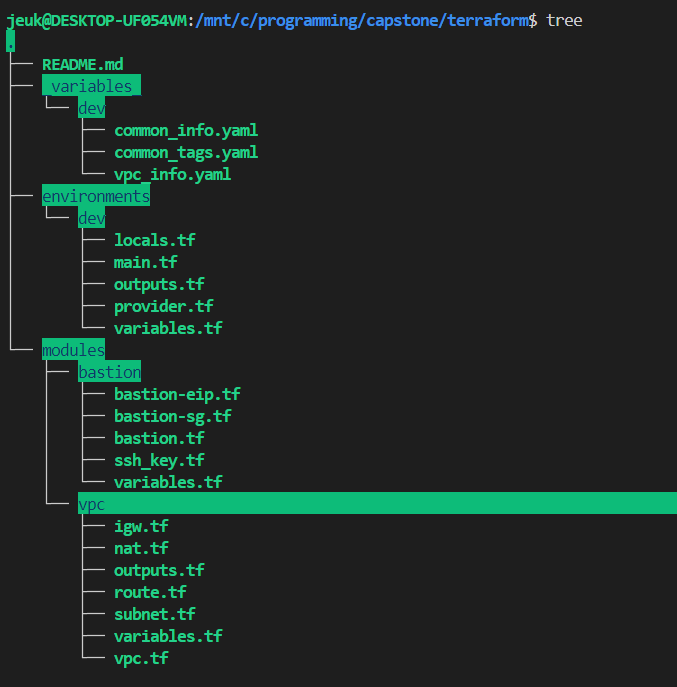 jeuk@DESKTOP-UF054VM:/mnt/c/programming/capstone/terraform$ tree
.
├── README.md
├── _variables_
│   └── dev
│       ├── common_info.yaml
│       ├── common_tags.yaml
│       └── vpc_info.yaml
├── environments
│   └── dev
│       ├── locals.tf
│       ├── main.tf
│       ├── outputs.tf
│       ├── provider.tf
│       └── variables.tf
└── modules
    ├── bastion
    │   ├── bastion-eip.tf
    │   ├── bastion-sg.tf
    │   ├── bastion.tf
    │   ├── ssh_key.tf
    │   └── variables.tf
    └── vpc
        ├── igw.tf
        ├── nat.tf
        ├── outputs.tf
        ├── route.tf
        ├── subnet.tf
        ├── variables.tf
        └── vpc.tf